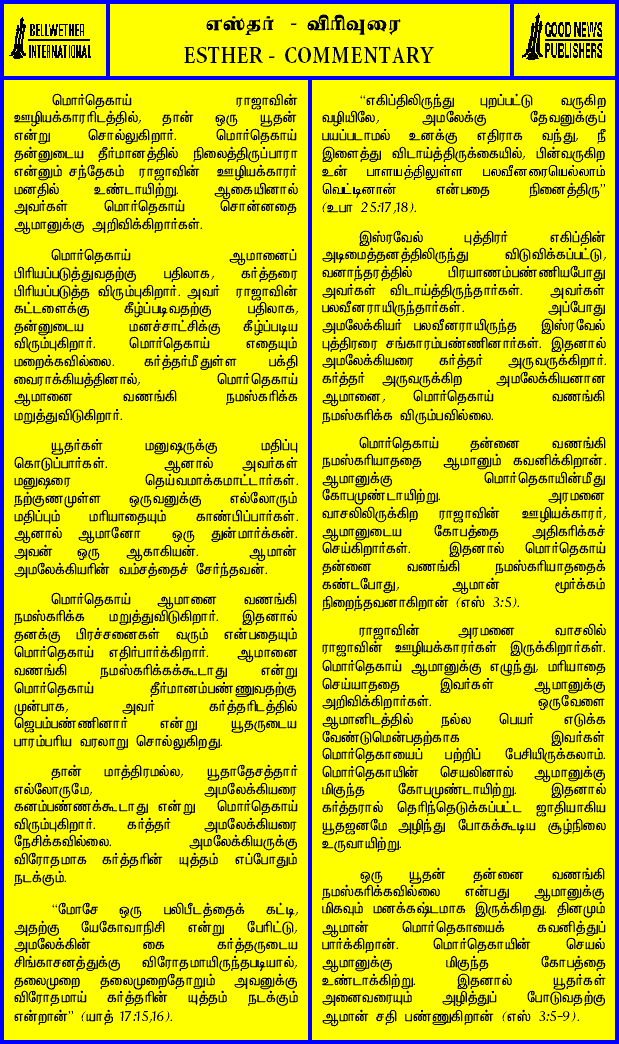 BELLWETHER
INTERNATIONAL
எஸ்தர் - விரிவுரை
ESTHER - COMMENTARY
GOOD NEWS
PUBLISHERS
மொர்தெகாய் ராஜாவின்
ஊழியக்காரரிடத்தில், தான் ஒரு யூதன்
என்று சொல்லுகிறார். மொர்தெகாய்
தன்னுடைய தீர்மானத்தில் நிலைத்திருப்பாரா
என்னும் சந்தேகம் ராஜாவின் ஊழியக்காரர்
மனதில் உண்டாயிற்று. ஆகையினால்
அவர்கள் மொர்தெகாய் சொன்னதை
ஆமானுக்கு அறிவிக்கிறார்கள்.
மொர்தெகாய் ஆமானைப்
பிரியப்படுத்துவதற்கு பதிலாக, கர்த்தரை
பிரியப்படுத்த விரும்புகிறார். அவர் ராஜாவின்
கட்டளைக்கு கீழ்ப்படிவதற்கு பதிலாக,
தன்னுடைய மனச்சாட்சிக்கு கீழ்ப்படிய
விரும்புகிறார். மொர்தெகாய் எதையும்
மறைக்கவில்லை. கர்த்தர்மீதுள்ள பக்தி
வைராக்கியத்தினால், மொர்தெகாய்
ஆமானை வணங்கி நமஸ்கரிக்க
மறுத்துவிடுகிறார்.
யூதர்கள் மனுஷருக்கு மதிப்பு
கொடுப்பார்கள். ஆனால் அவர்கள்
மனுஷரை தெய்வமாக்கமாட்டார்கள்.
நற்குணமுள்ள ஒருவனுக்கு எல்லோரும்
மதிப்பும் மரியாதையும் காண்பிப்பார்கள்.
ஆனால் ஆமானோ ஒரு துன்மார்க்கன்.
அவன் ஒரு ஆகாகியன். ஆமான்
அமலேக்கியரின் வம்சத்தைச் சேர்ந்தவன்.
மொர்தெகாய் ஆமானை வணங்கி
நமஸ்கரிக்க மறுத்துவிடுகிறார். இதனால்
தனக்கு பிரச்சனைகள் வரும் என்பதையும்
மொர்தெகாய் எதிர்பார்க்கிறார். ஆமானை
வணங்கி நமஸ்கரிக்கக்கூடாது என்று
மொர்தெகாய் தீர்மானம்பண்ணுவதற்கு
முன்பாக, அவர் கர்த்தரிடத்தில்
ஜெபம்பண்ணினார் என்று யூதருடைய
பாரம்பரிய வரலாறு சொல்லுகிறது.
தான் மாத்திரமல்ல, யூதாதேசத்தார்
எல்லோருமே, அமலேக்கியரை
கனம்பண்ணக்கூடாது என்று மொர்தெகாய்
விரும்புகிறார். கர்த்தர் அமலேக்கியரை
நேசிக்கவில்லை. அமலேக்கியருக்கு
விரோதமாக கர்த்தரின் யுத்தம் எப்போதும்
நடக்கும்.
“மோசே ஒரு பலிபீடத்தைக் கட்டி,
அதற்கு யேகோவாநிசி என்று பேரிட்டு,
அமலேக்கின் கை கர்த்தருடைய
சிங்காசனத்துக்கு விரோதமாயிருந்தபடியால்,
தலைமுறை தலைமுறைதோறும் அவனுக்கு
விரோதமாய் கர்த்தரின் யுத்தம் நடக்கும்
என்றான்” (யாத் 17:15,16).
“எகிப்திலிருந்து புறப்பட்டு வருகிற
வழியிலே, அமலேக்கு தேவனுக்குப்
பயப்படாமல் உனக்கு எதிராக வந்து, நீ
இளைத்து விடாய்த்திருக்கையில், பின்வருகிற
உன் பாளயத்திலுள்ள பலவீனரையெல்லாம்
வெட்டினான் என்பதை நினைத்திரு”
(உபா 25:17,18).
இஸ்ரவேல் புத்திரர் எகிப்தின்
அடிமைத்தனத்திலிருந்து விடுவிக்கப்பட்டு,
வனாந்தரத்தில் பிரயாணம்பண்ணியபோது
அவர்கள் விடாய்த்திருந்தார்கள். அவர்கள்
பலவீனராயிருந்தார்கள். அப்போது
அமலேக்கியர் பலவீனராயிருந்த இஸ்ரவேல்
புத்திரரை சங்காரம்பண்ணினார்கள். இதனால்
அமலேக்கியரை கர்த்தர் அருவருக்கிறார்.
கர்த்தர் அருவருக்கிற அமலேக்கியனான
ஆமானை, மொர்தெகாய் வணங்கி
நமஸ்கரிக்க விரும்பவில்லை.
மொர்தெகாய் தன்னை வணங்கி
நமஸ்கரியாததை ஆமானும் கவனிக்கிறான்.
ஆமானுக்கு மொர்தெகாயின்மீது
கோபமுண்டாயிற்று. அரமனை
வாசலிலிருக்கிற ராஜாவின் ஊழியக்காரர்,
ஆமானுடைய கோபத்தை அதிகரிக்கச்
செய்கிறார்கள். இதனால் மொர்தெகாய்
தன்னை வணங்கி நமஸ்கரியாததைக்
கண்டபோது, ஆமான் மூர்க்கம்
நிறைந்தவனாகிறான் (எஸ் 3:5).
ராஜாவின் அரமனை வாசலில்
ராஜாவின் ஊழியக்காரர்கள் இருக்கிறார்கள்.
மொர்தெகாய் ஆமானுக்கு எழுந்து, மரியாதை
செய்யாததை இவர்கள் ஆமானுக்கு
அறிவிக்கிறார்கள். ஒருவேளை
ஆமானிடத்தில் நல்ல பெயர் எடுக்க
வேண்டுமென்பதற்காக இவர்கள்
மொர்தெகாயைப் பற்றிப் பேசியிருக்கலாம்.
மொர்தெகாயின் செயலினால் ஆமானுக்கு
மிகுந்த கோபமுண்டாயிற்று. இதனால்
கர்த்தரால் தெரிந்தெடுக்கப்பட்ட ஜாதியாகிய
யூதஜனமே அழிந்து போகக்கூடிய சூழ்நிலை
உருவாயிற்று.
ஒரு யூதன் தன்னை வணங்கி
நமஸ்கரிக்கவில்லை என்பது ஆமானுக்கு
மிகவும் மனக்கஷ்டமாக இருக்கிறது. தினமும்
ஆமான் மொர்தெகாயைக் கவனித்துப்
பார்க்கிறான். மொர்தெகாயின் செயல்
ஆமானுக்கு மிகுந்த கோபத்தை
உண்டாக்கிற்று. இதனால் யூதர்கள்
அனைவரையும் அழித்துப் போடுவதற்கு
ஆமான் சதி பண்ணுகிறான் (எஸ் 3:5-9).